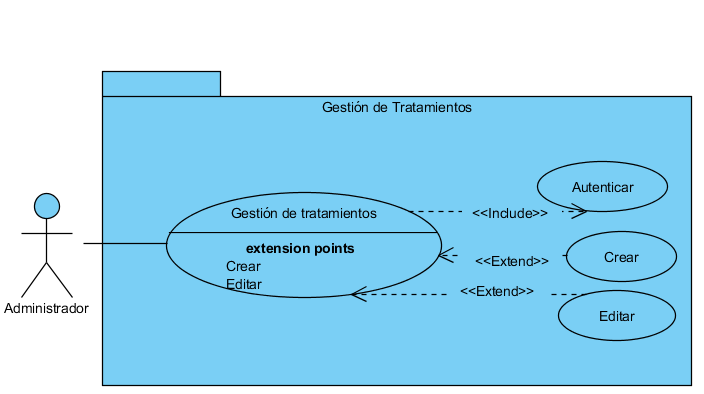 Gestión de Tratamientos
Autenticar
Gestión de tratamientos
<<Include>>
extension points
Crear
Editar
<<Extend>>
Crear
<<Extend>>
Editar
Administrador